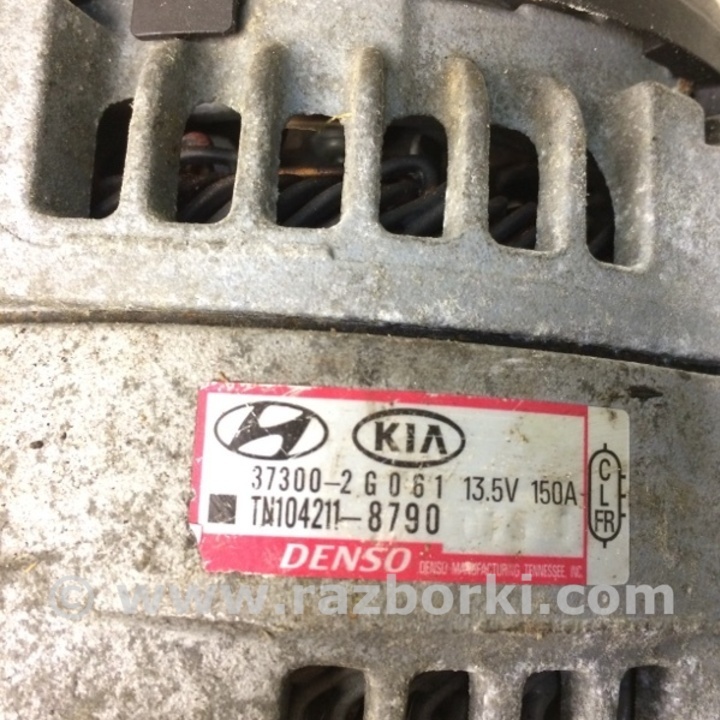 KIA
37300-2G061 13.5V 150A
TN104211-8790
C
L
FR
DENSO DENSO MANUFACTURING TENNESSEE, INC.
© www.razborki.com